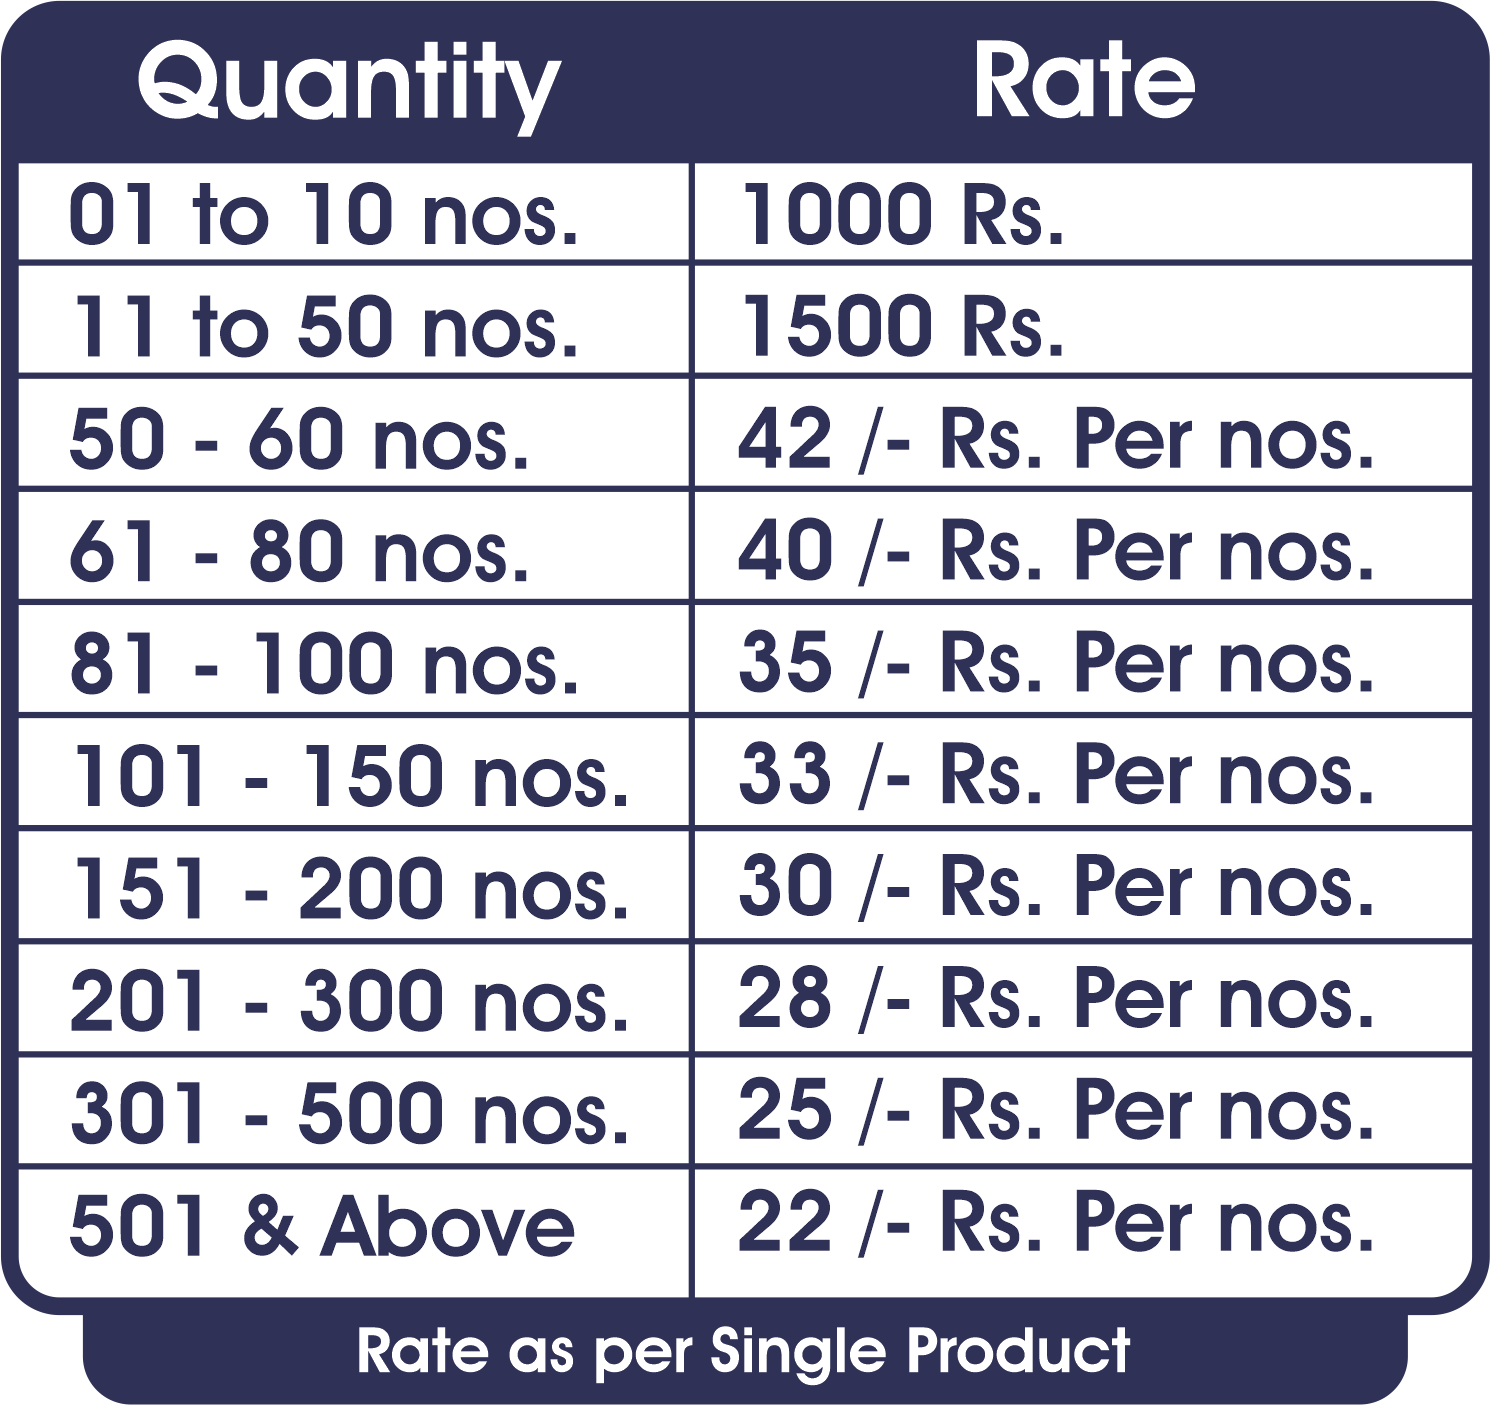 Quantity Rate
01 to 10 nos. 1000 Rs.
11 to 50 nos. 1500 Rs.
50 - 60 nos. 42 /- Rs. Per nos.
61 - 80 nos. 40 /- Rs. Per nos.
81 - 100 nos. 35 /- Rs. Per nos.
101 - 150 nos. 33 /- Rs. Per nos.
151 - 200 nos. 30 /- Rs. Per nos.
201 - 300 nos. 28 /- Rs. Per nos.
301 - 500 nos. 25 /- Rs. Per nos.
501 & Above 22 /- Rs. Per nos.
Rate as per Single Product